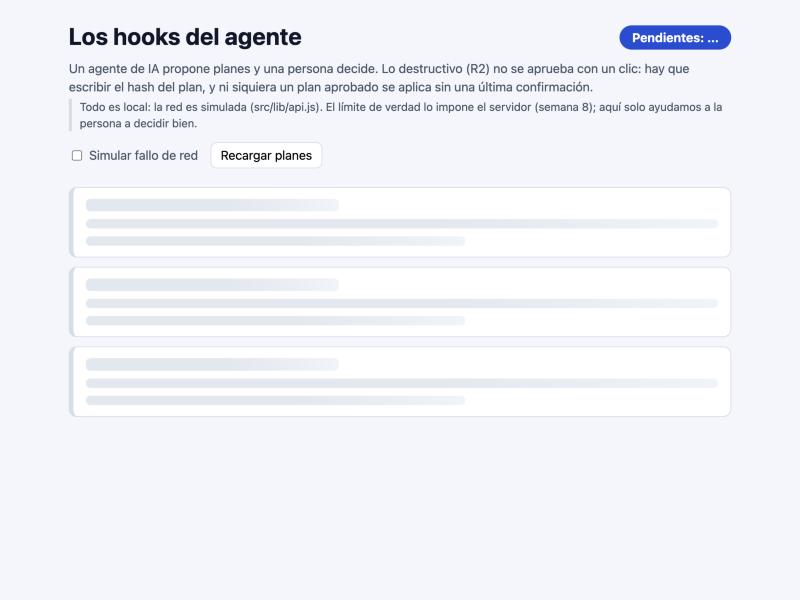 Los hooks del agente
Pendientes: ...
Un agente de IA propone planes y una persona decide. Lo destructivo (R2) no se aprueba con un clic: hay que
escribir el hash del plan, y ni siquiera un plan aprobado se aplica sin una última confirmación.
Todo es local: la red es simulada (src/lib/api.js). El límite de verdad lo impone el servidor (semana 8); aquí solo ayudamos a la
persona a decidir bien.
Simular fallo de red
Recargar planes